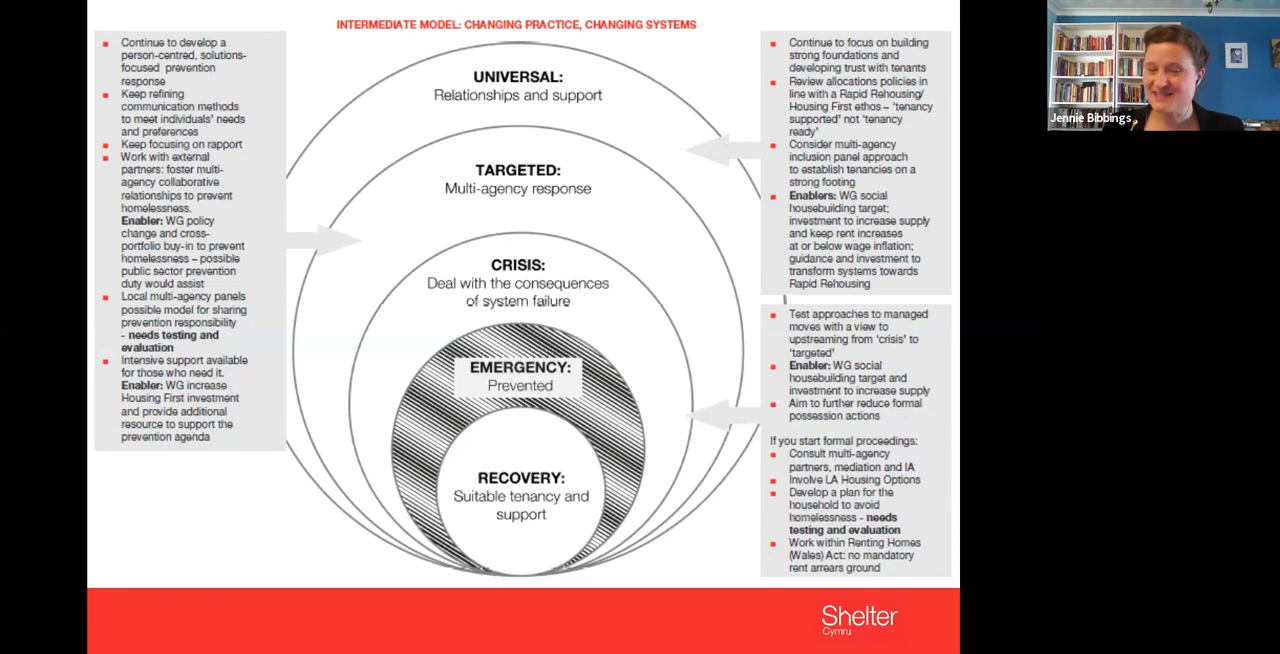 INTERMEDIATE MODEL: CHANGING PRACTICE, CHANGING SYSTEMS
Continue to develop a
person-centred, solutions-
focused prevention
response
Keep refining
communication methods
to meet individuals' needs
and preferences
Keep focusing on rapport
Work with external
partners: foster multi-
agency collaborative
relationships to prevent
homelessness.
Enabler: WG policy
change and cross-
portfolio buy-in to prevent
homelessness – possible
public sector prevention
duty would assist
Local multi-agency panels
possible model for sharing
prevention responsibility
- needs testing and
evaluation
Intensive support available
for those who need it.
Enabler: WG increase
Housing First investment
and provide additional
resource to support the
prevention agenda
UNIVERSAL:
Relationships and support
TARGETED:
Multi-agency response
CRISIS:
Deal with the consequences
of system failure
EMERGENCY:
Prevented
RECOVERY:
Suitable tenancy and
support
Continue to focus on building
strong foundations and
developing trust with tenants
Review allocations policies in
line with a Rapid Rehousing/
Housing First ethos – 'tenancy
supported' not 'tenancy
ready'
Consider multi-agency
inclusion panel approach
to establish tenancies on a
strong footing
Enablers: WG social
housebuilding target;
investment to increase supply
and keep rent increases
at or below wage inflation;
guidance and investment to
transform systems towards
Rapid Rehousing
Test approaches to managed
moves with a view to
upstreaming from 'crisis' to
'targeted'
Enabler: WG social
housebuilding target and
investment to increase supply
Aim to further reduce formal
possession actions
If you start formal proceedings:
Consult multi-agency
partners, mediation and IA
Involve LA Housing Options
Develop a plan for the
household to avoid
homelessness - needs
testing and evaluation
Work within Renting Homes
(Wales) Act: no mandatory
rent arrears ground
Shelter
Cymru
Jennie Bibbings